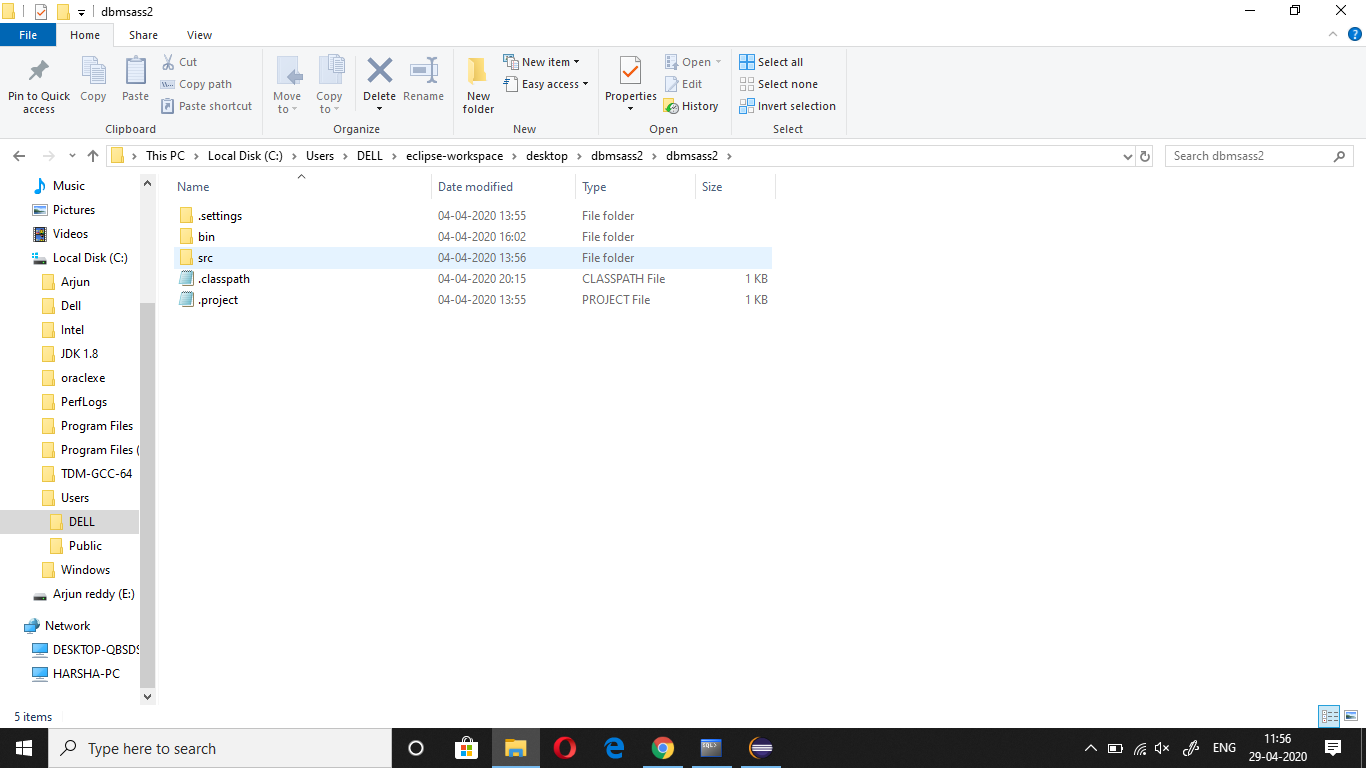 dbmsass2
File Home Share View
Pin to Quick access
Copy
Paste
Cut
Copy path
Paste shortcut
Clipboard
Move to
Copy to
Delete
Rename
Organize
New folder
New item
Easy access
New
Properties
Open
Edit
History
Open
Select all
Select none
Invert selection
Select
This PC > Local Disk (C:) > Users > DELL > eclipse-workspace > desktop > dbmsass2 > dbmsass2 >
Search dbmsass2
Music
Pictures
Videos
Local Disk (C:)
Arjun
Dell
Intel
JDK 1.8
oraclexe
PerfLogs
Program Files
Program Files (
TDM-GCC-64
Users
DELL
Public
Windows
Arjun reddy (E:)
Network
DESKTOP-QBSDS
HARSHA-PC
Name Date modified Type Size
.settings 04-04-2020 13:55 File folder
bin 04-04-2020 16:02 File folder
src 04-04-2020 13:56 File folder
.classpath 04-04-2020 20:15 CLASSPATH File 1 KB
.project 04-04-2020 13:55 PROJECT File 1 KB
5 items
Type here to search
SQL>
ENG
11:56
29-04-2020